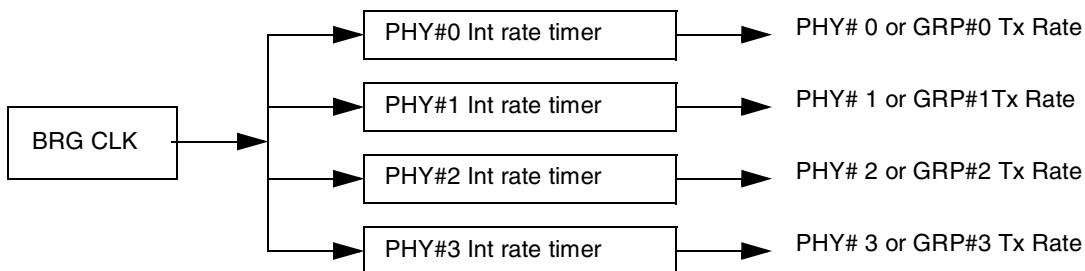 PHY#0 Int rate timer
PHY# 0 or GRP#0 Tx Rate
PHY#1 Int rate timer
PHY# 1 or GRP#1Tx Rate
BRG CLK
PHY#2 Int rate timer
PHY# 2 or GRP#2 Tx Rate
PHY#3 Int rate timer
PHY# 3 or GRP#3 Tx Rate